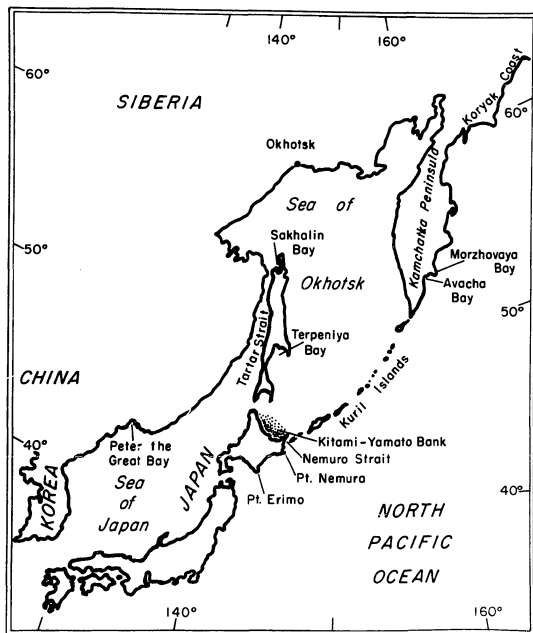 140°
160°
60°
60°
SIBERIA
Koryak Coast
Okhotsk
Sea of
Okhotsk
Kamchatka Peninsula
Sakhalin
Bay
50°
Morzhovaya
Bay
Avacha
Bay
50°
Tartar Strait
Terpeniya
Bay
CHINA
Kuril Islands
40°
Peter the
Great Bay
JAPAN
Kitami-Yamato Bank
Nemuro Strait
Pt. Nemura
Pt. Erimo
KOREA
Sea
of
Japan
40°
NORTH
PACIFIC
OCEAN
140°
160°